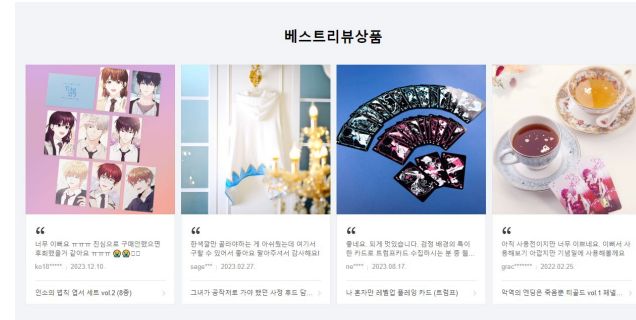 베스트리뷰상품
너무 이뻐요 ㅠㅠㅠ 진심으로 구매안했으면
후회했을거 같아요 ㅠㅠㅠ 😭😭
ka18***** | 2023.12.10.
인소의 법칙 엽서 세트 vol.2 (8종)
한색깔만 골라야하는 게 아쉬웠는데 여기서
구할 수 있어서 좋아요 팔아주셔서 감사해요!
sage*** | 2023.02.27.
그녀가 공작저로 가야 했던 사정 후드 담...
좋네요. 되게 멋있습니다. 검정 배경의 특이
한 카드로 트럼프카드 수집하시는 분 중 젤...
ne**** | 2023.08.17.
나 혼자만 레벨업 플레잉 카드 (트럼프)
아직 사용전이지만 너무 이쁘네요. 이뻐서 사
용해보기 아깝지만 기념일에 사용해볼께요
grac******* | 2022.02.25.
악역의 엔딩은 죽음뿐 티골드 vol.1 페넬...